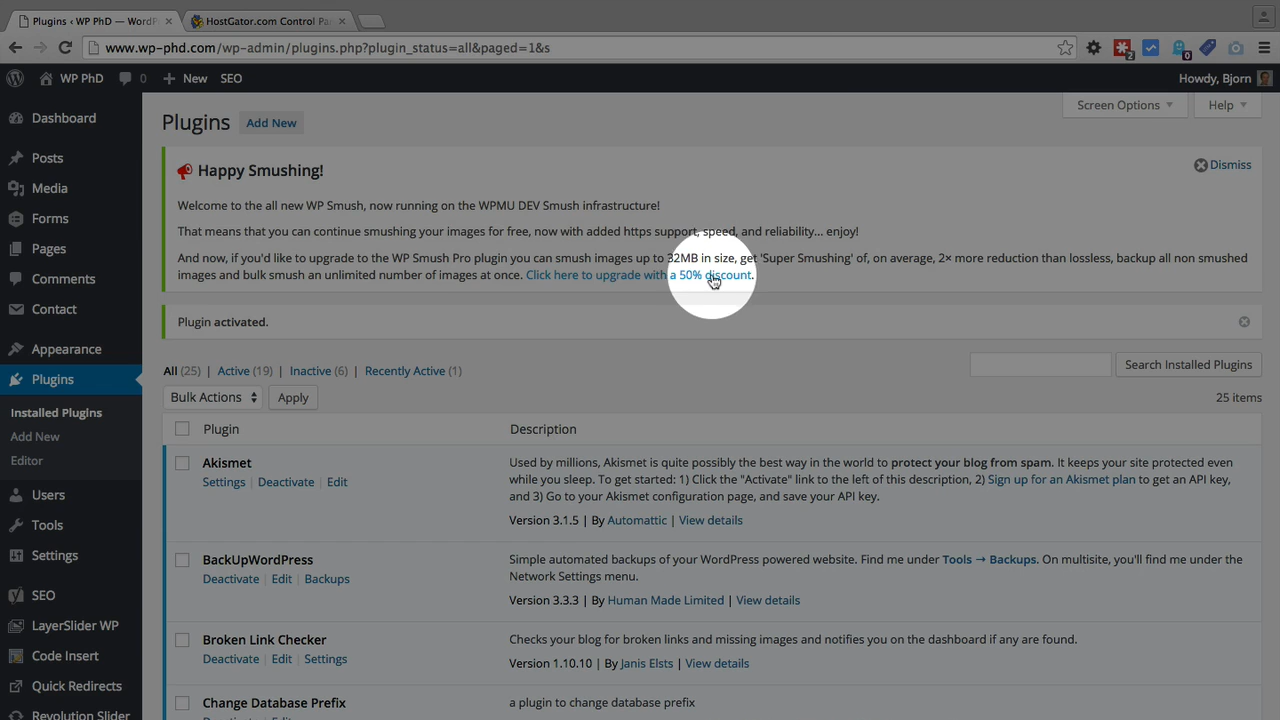 Plugins ‹ WP PhD — WordP
HostGator.com Control Pa
www.wp-phd.com/wp-admin/plugins.php?plugin_status=all&paged=1&s
2
0
WP PhD
0
New
SEO
Howdy, Bjorn
Dashboard
Posts
Media
Forms
Pages
Comments
Contact
Appearance
Plugins
Installed Plugins
Add New
Editor
Users
Tools
Settings
SEO
LayerSlider WP
Code Insert
Quick Redirects
Revolution Slider
Screen Options
Help
Plugins
Add New
Happy Smushing!
Dismiss
Welcome to the all new WP Smush, now running on the WPMU DEV Smush infrastructure!
That means that you can continue smushing your images for free, now with added https support, speed, and reliability... enjoy!
And now, if you'd like to upgrade to the WP Smush Pro plugin you can smush images up to 32MB in size, get 'Super Smushing' of, on average, 2× more reduction than lossless, backup all non smushed
images and bulk smush an unlimited number of images at once. Click here to upgrade with a 50% discount.
Plugin activated.
All (25) | Active (19) | Inactive (6) | Recently Active (1)
Search Installed Plugins
Bulk Actions
Apply
25 items
Plugin
Description
Akismet
Settings | Deactivate | Edit
Used by millions, Akismet is quite possibly the best way in the world to protect your blog from spam. It keeps your site protected even
while you sleep. To get started: 1) Click the "Activate" link to the left of this description, 2) Sign up for an Akismet plan to get an API key,
and 3) Go to your Akismet configuration page, and save your API key.
Version 3.1.5 | By Automattic | View details
BackUpWordPress
Deactivate | Edit | Backups
Simple automated backups of your WordPress powered website. Find me under Tools → Backups. On multisite, you'll find me under the
Network Settings menu.
Version 3.3.3 | By Human Made Limited | View details
Broken Link Checker
Deactivate | Edit | Settings
Checks your blog for broken links and missing images and notifies you on the dashboard if any are found.
Version 1.10.10 | By Janis Elsts | View details
Change Database Prefix
a plugin to change database prefix